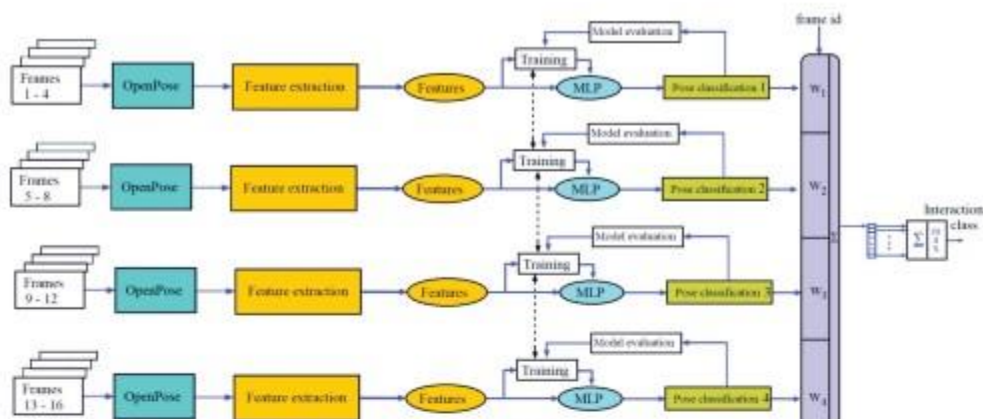 frame id
Model evaluation
Training
Frames
1 - 4
OpenPose
Feature extraction
Features
MLP
Pose classification 1
W1
Model evaluation
Training
Frames
5 - 8
OpenPose
Feature extraction
Features
MLP
Pose classification 2
W2
Σ
Interaction
class
Σ
Model evaluation
Training
Frames
9 - 12
OpenPose
Feature extraction
Features
MLP
Pose classification 3
W3
Model evaluation
Training
Frames
13 - 16
OpenPose
Feature extraction
Features
MLP
Pose classification 4
W4